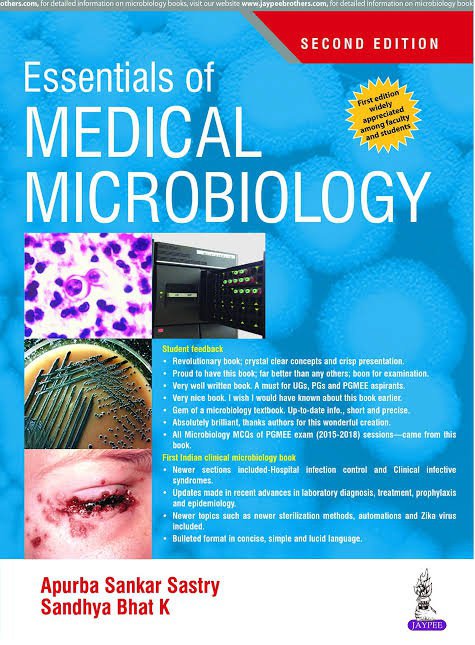 others.com, for detailed information on microbiology books, visit our website www.jaypeebrothers.com, for detailed information on microbiology book
SECOND EDITION
Essentials of
MEDICAL
MICROBIOLOGY
First edition
widely
appreciated
among faculty
and students
Student feedback
• Revolutionary book; crystal clear concepts and crisp presentation.
• Proud to have this book; far better than any others; boon for examination.
• Very well written book. A must for UGs, PGs and PGMEE aspirants.
• Very nice book. I wish I would have known about this book earlier.
• Gem of a microbiology textbook. Up-to-date info., short and precise.
• Absolutely brilliant, thanks authors for this wonderful creation.
• All Microbiology MCQs of PGMEE exam (2015-2018) sessions—came from this
book.
First Indian clinical microbiology book
• Newer sections included-Hospital infection control and Clinical infective
syndromes.
• Updates made in recent advances in laboratory diagnosis, treatment, prophylaxis
and epidemiology.
• Newer topics such as newer sterilization methods, automations and Zika virus
included.
• Bulleted format in concise, simple and lucid language.
Apurba Sankar Sastry
Sandhya Bhat K
JAYPEE